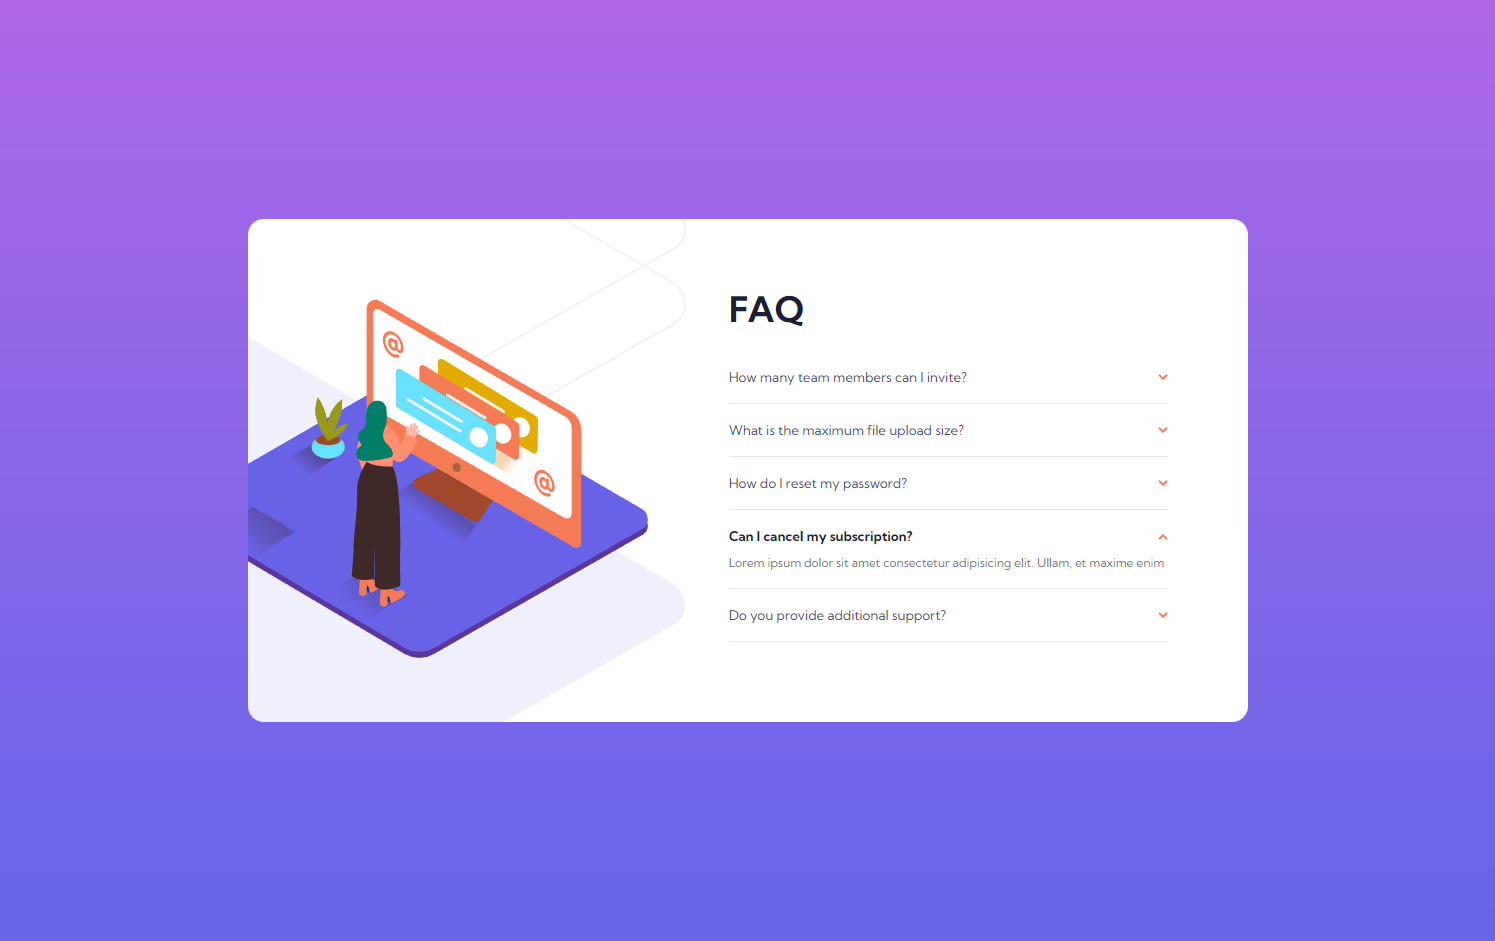 FAQ
How many team members can I invite?
What is the maximum file upload size?
How do I reset my password?
Can I cancel my subscription?
Lorem ipsum dolor sit amet consectetur adipisicing elit. Ullam, et maxime enim
Do you provide additional support?
@
@